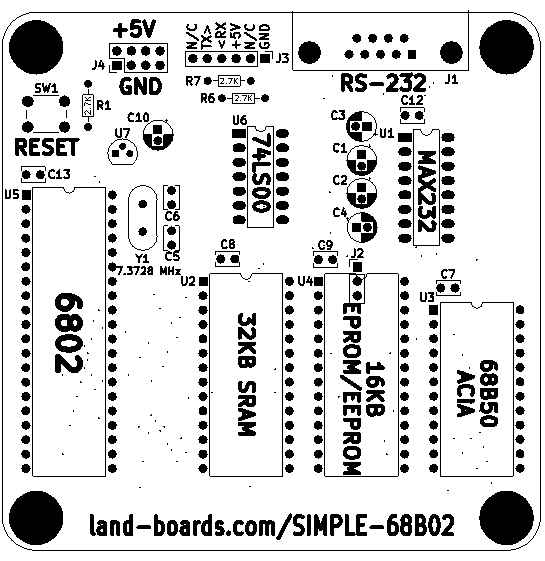 +5V
J4
GND
N/C
TX>
<RX
+5V
N/C
GND
J3
R7 2.7K
R6 2.7K
RS-232
J1
SW1
2.7K
R1
RESET
U7
C10
U6
74LS00
C3
C1
C2
C4
C12
U1
MAX232
C13
U5
6802
C6
C5
Y1
7.3728 MHz
C8
U2
32KB SRAM
C9
J2
U4
16KB
EPROM/EEPROM
C7
U3
68B50
ACIA
land-boards.com/SIMPLE-68B02